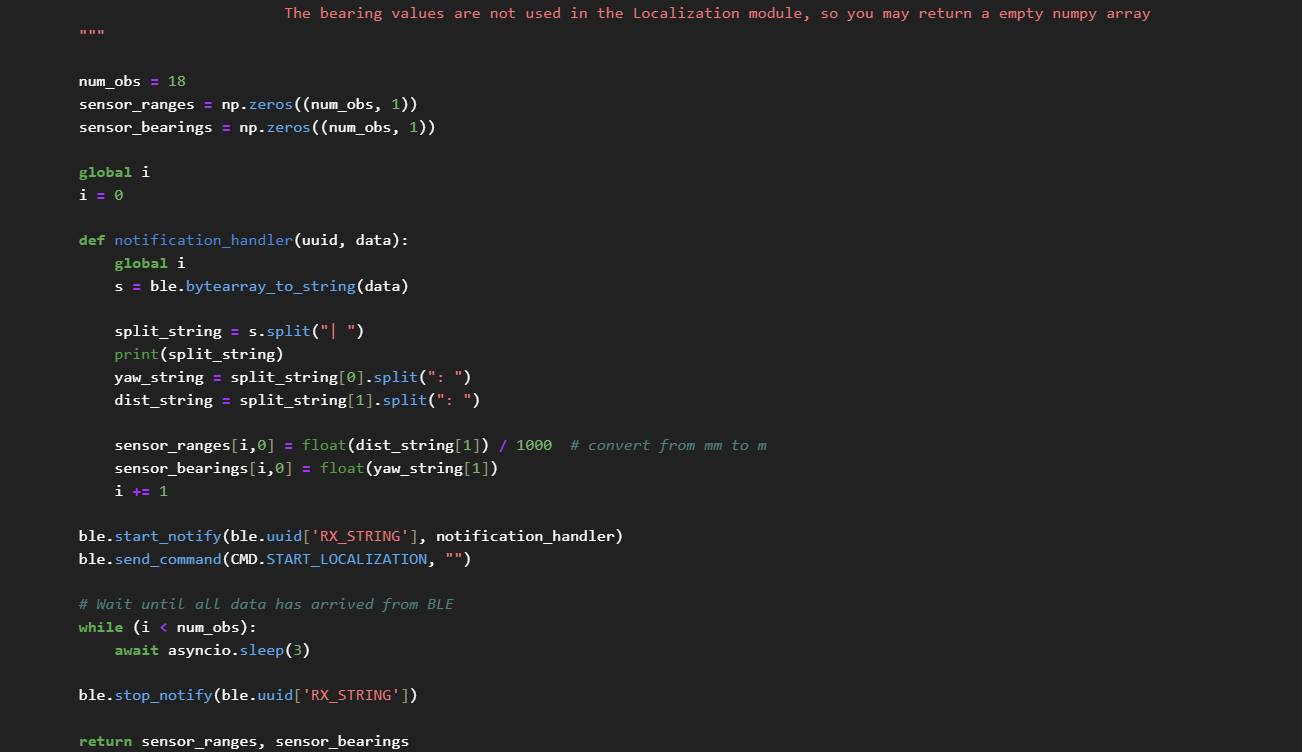 The bearing values are not used in the Localization module, so you may return a empty numpy array
"""
num_obs = 18
sensor_ranges = np.zeros((num_obs, 1))
sensor_bearings = np.zeros((num_obs, 1))
global i
i = 0
def notification_handler(uuid, data):
global i
s = ble.bytearray_to_string(data)
split_string = s.split("| ")
print(split_string)
yaw_string = split_string[0].split(": ")
dist_string = split_string[1].split(": ")
sensor_ranges[i,0] = float(dist_string[1]) / 1000  # convert from mm to m
sensor_bearings[i,0] = float(yaw_string[1])
i += 1
ble.start_notify(ble.uuid['RX_STRING'], notification_handler)
ble.send_command(CMD.START_LOCALIZATION, "")
# Wait until all data has arrived from BLE
while (i < num_obs):
await asyncio.sleep(3)
ble.stop_notify(ble.uuid['RX_STRING'])
return sensor_ranges, sensor_bearings